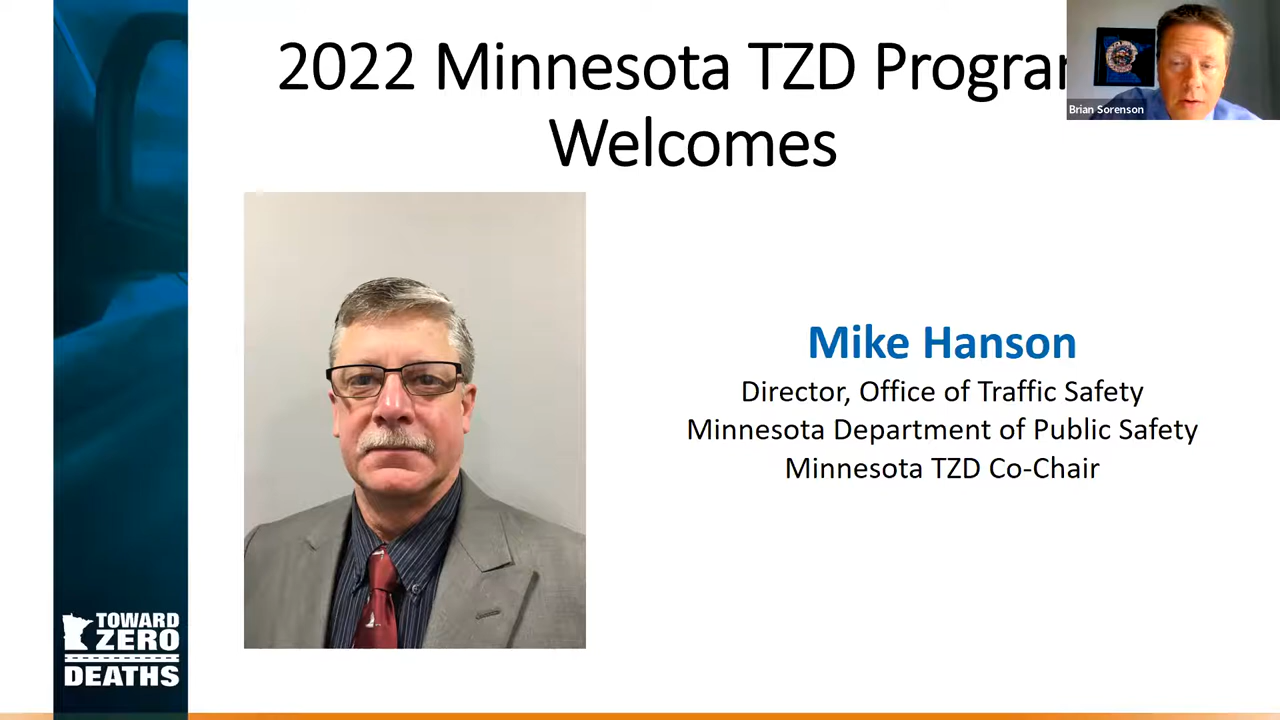 2022 Minnesota TZD Progra
Welcomes
Brian Sorenson
Mike Hanson
Director, Office of Traffic Safety
Minnesota Department of Public Safety
Minnesota TZD Co-Chair
TOWARD
ZERO
DEATHS